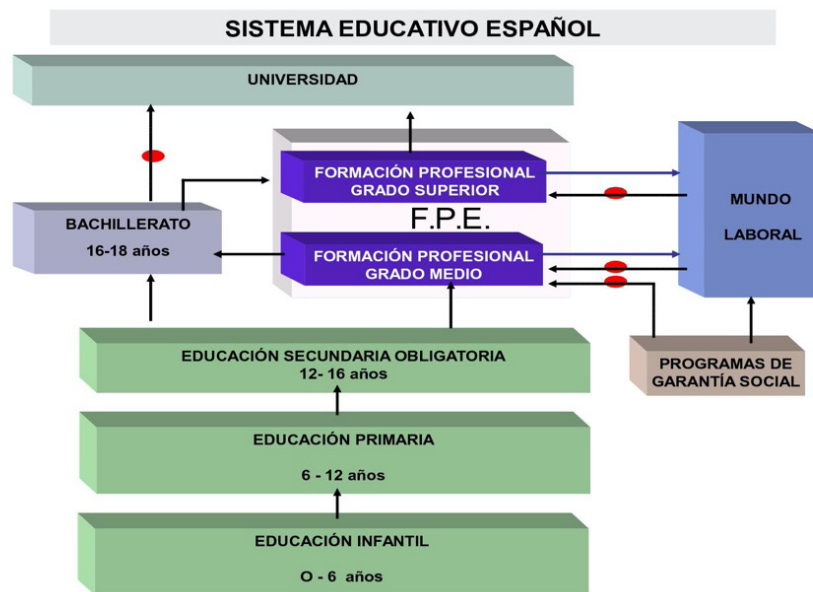 SISTEMA EDUCATIVO ESPAÑOL
UNIVERSIDAD
FORMACIÓN PROFESIONAL
GRADO SUPERIOR
F.P.E.
BACHILLERATO
16-18 años
FORMACIÓN PROFESIONAL
GRADO MEDIO
MUNDO
LABORAL
EDUCACIÓN SECUNDARIA OBLIGATORIA
12- 16 años
PROGRAMAS DE
GARANTÍA SOCIAL
EDUCACIÓN PRIMARIA
6 - 12 años
EDUCACIÓN INFANTIL
O - 6 años